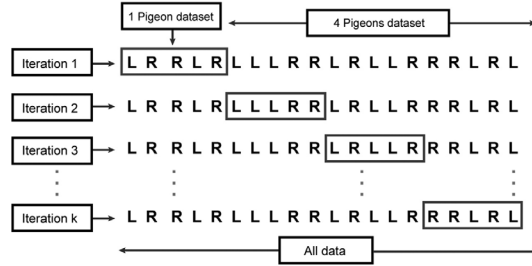 1 Pigeon dataset
4 Pigeons dataset
Iteration 1 L R R L R L L L R R L R L L R R R L R L
Iteration 2 L R R L R L L L R R L R L L R R R L R L
Iteration 3 L R R L R L L L R R L R L L R R R L R L
Iteration k L R R L R L L L R R L R L L R R R L R L
All data